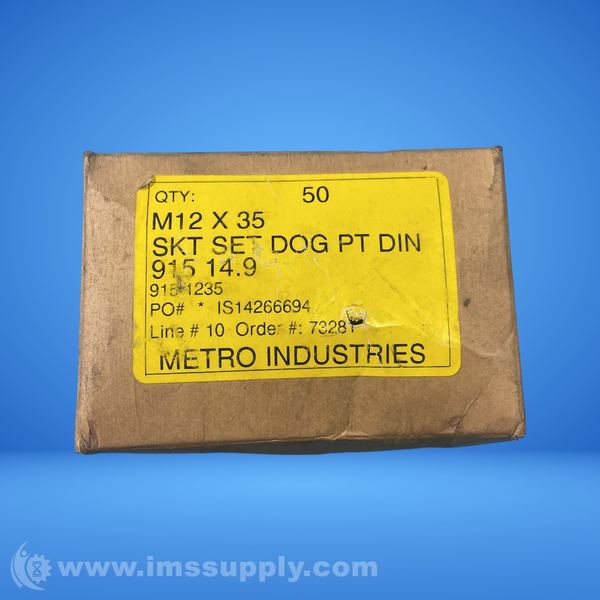 QTY: 50
M12 X 35
SKT SET DOG PT DIN
915 14.9
915-1235
PO# * IS14266694
Line # 10 Order #: 73281
METRO INDUSTRIES
www.imssupply.com